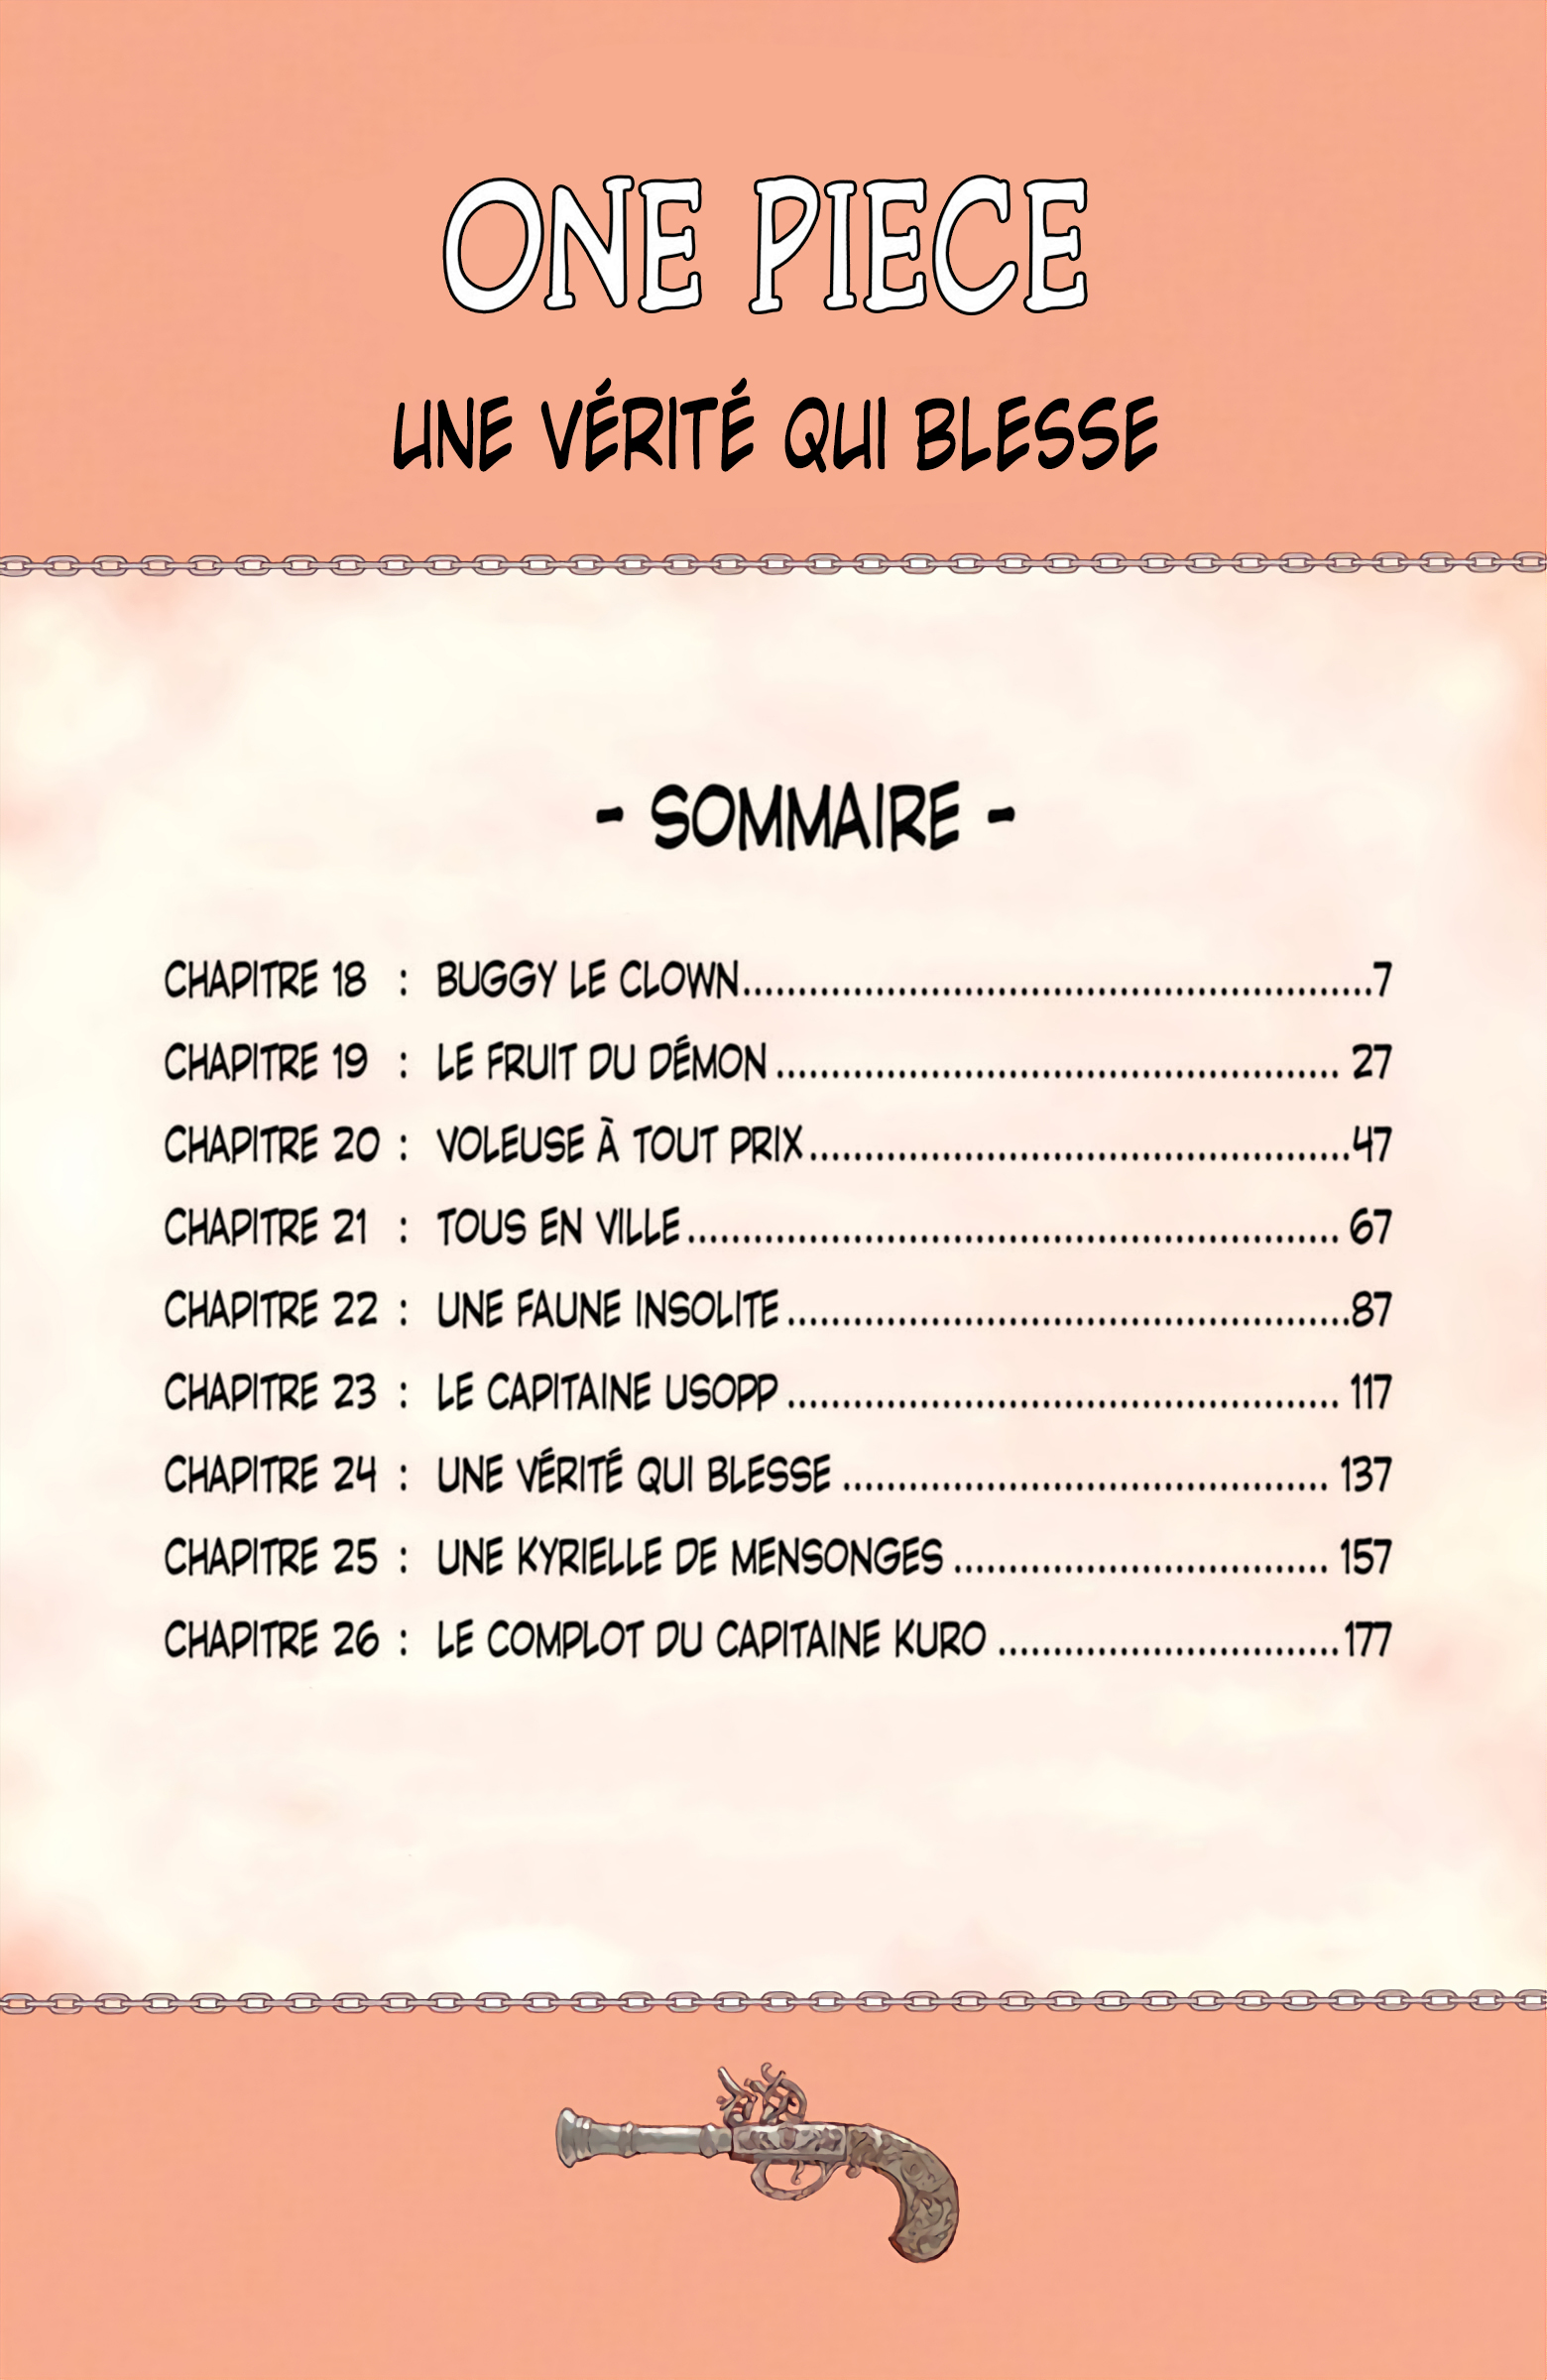 ONE PIECE
UNE VÉRITÉ QUI BLESSE
- SOMMAIRE -
CHAPITRE 18 : BUGGY LE CLOWN.........................................................7
CHAPITRE 19 : LE FRUIT DU DÉMON ................................................... 27
CHAPITRE 20 : VOLEUSE À TOUT PRIX.................................................47
CHAPITRE 21 : TOUS EN VILLE........................................................... 67
CHAPITRE 22 : UNE FAUNE INSOLITE...................................................87
CHAPITRE 23 : LE CAPITAINE USOPP .................................................. 117
CHAPITRE 24 : UNE VÉRITÉ QUI BLESSE ............................................ 137
CHAPITRE 25 : UNE KYRIELLE DE MENSONGES .................................. 157
CHAPITRE 26 : LE COMPLOT DU CAPITAINE KURO ...............................177